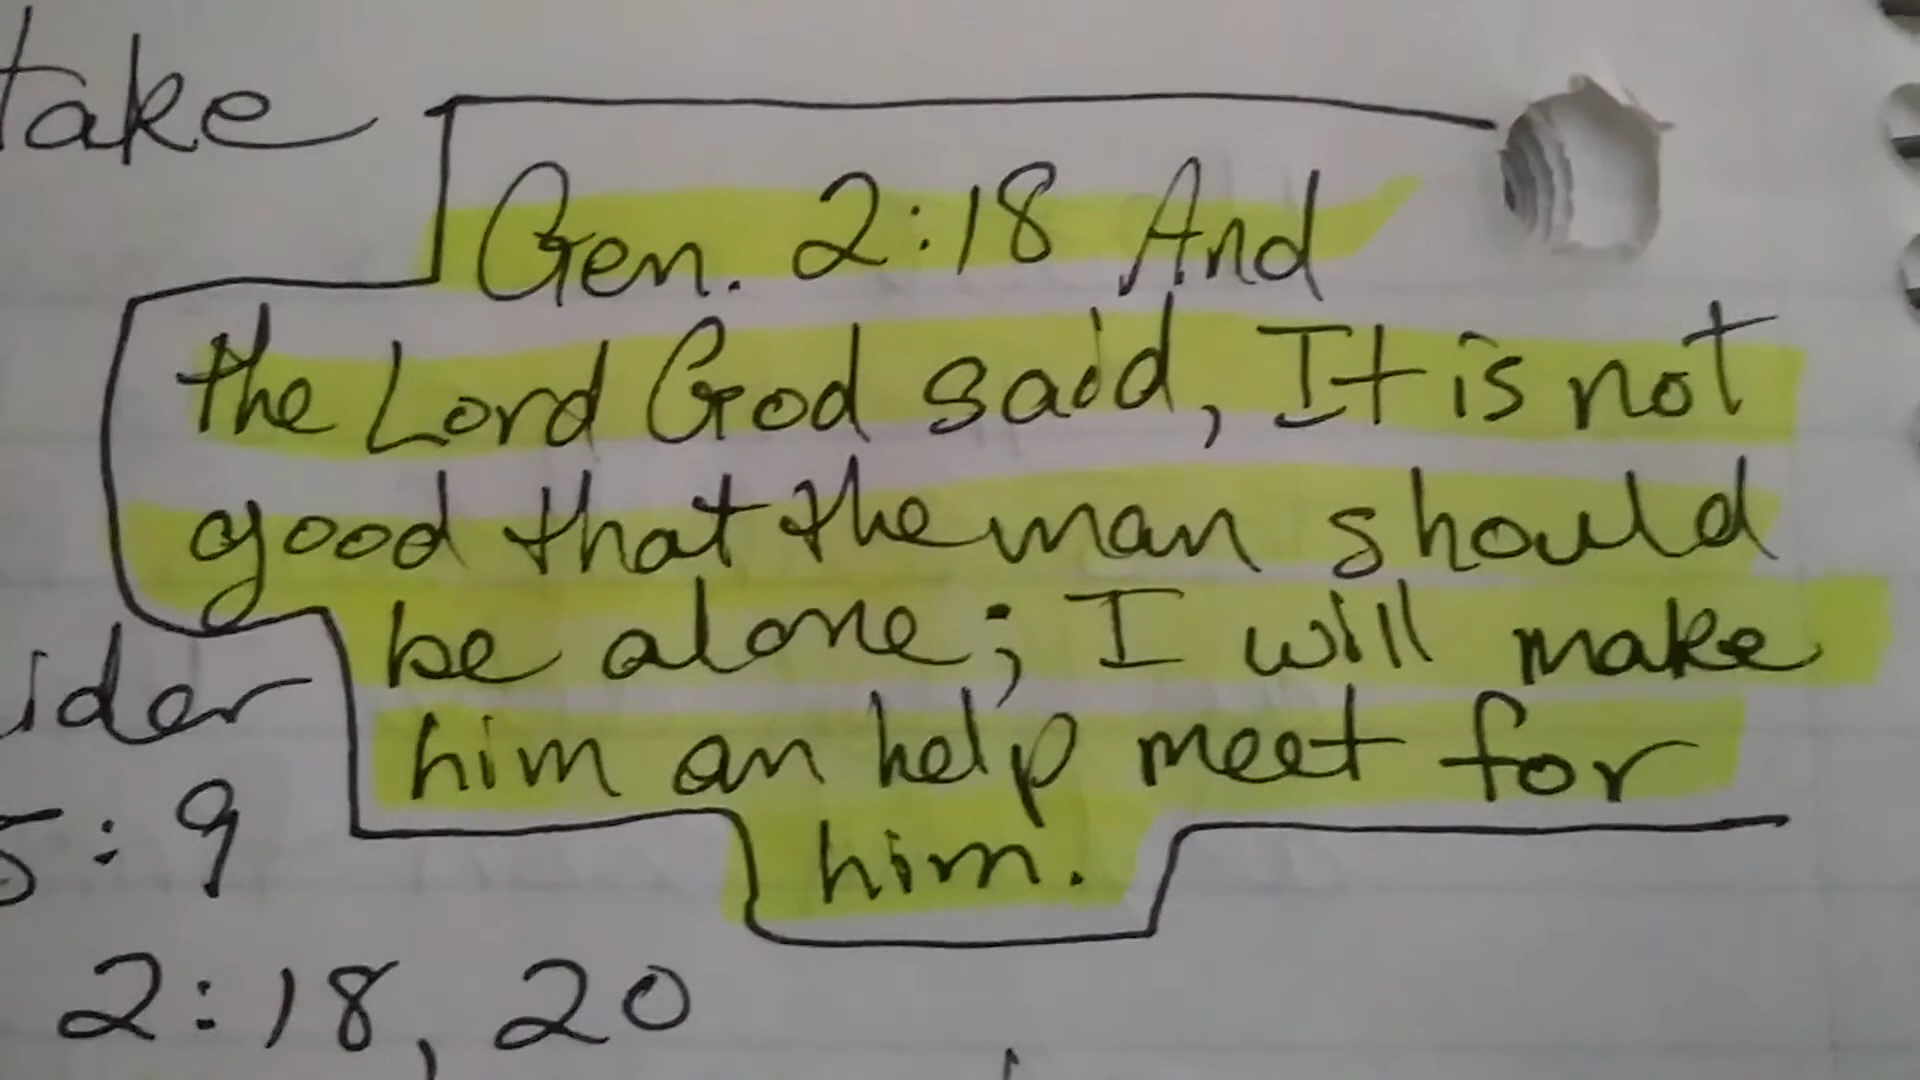 take
Gen. 2:18 And
the Lord God said, It is not
good that the man should
be alone; I will make
him an help meet for
him.
ider
5:9
2:18, 20